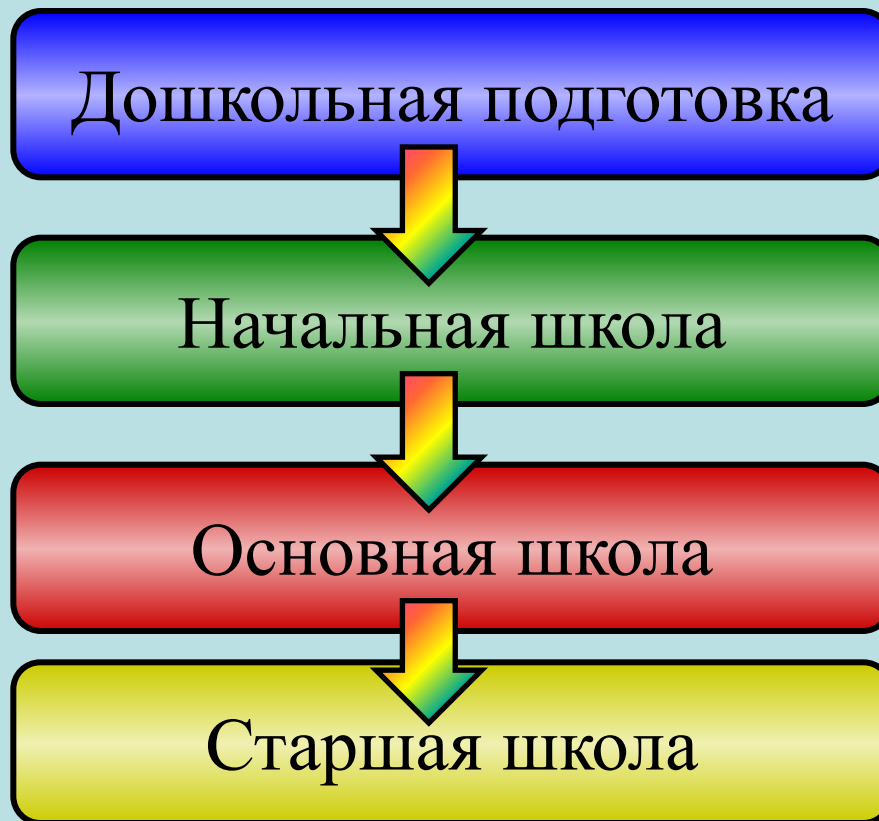 Дошкольная подготовка
Начальная школа
Основная школа
Старшая школа